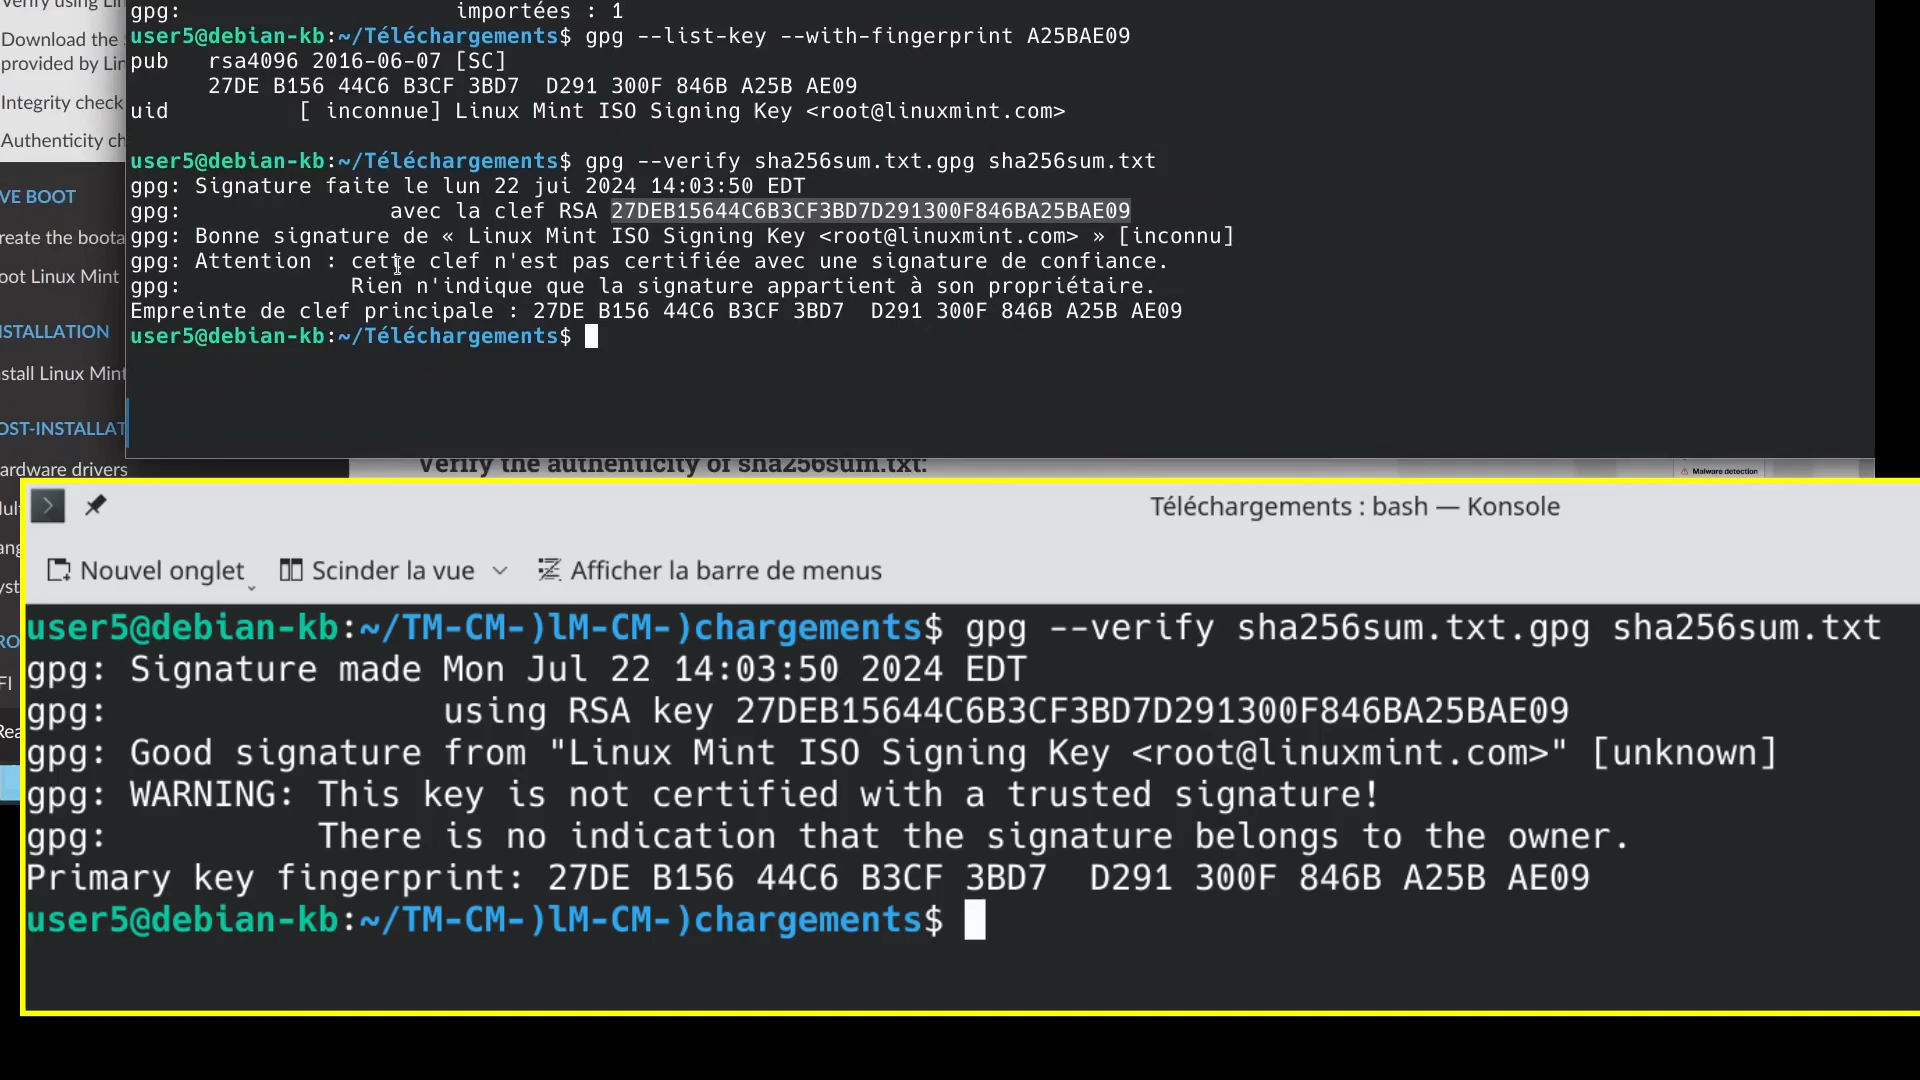 gpg:                     importées : 1
user5@debian-kb:~/Téléchargements$ gpg --list-key --with-fingerprint A25BAE09
pub   rsa4096 2016-06-07 [SC]
      27DE B156 44C6 B3CF 3BD7  D291 300F 846B A25B AE09
uid          [ inconnue] Linux Mint ISO Signing Key <root@linuxmint.com>
user5@debian-kb:~/Téléchargements$ gpg --verify sha256sum.txt.gpg sha256sum.txt
gpg: Signature faite le lun 22 jui 2024 14:03:50 EDT
gpg:                avec la clef RSA 27DEB15644C6B3CF3BD7D291300F846BA25BAE09
gpg: Bonne signature de « Linux Mint ISO Signing Key <root@linuxmint.com> » [inconnu]
gpg: Attention : cette clef n'est pas certifiée avec une signature de confiance.
gpg:             Rien n'indique que la signature appartient à son propriétaire.
Empreinte de clef principale : 27DE B156 44C6 B3CF 3BD7  D291 300F 846B A25B AE09
user5@debian-kb:~/Téléchargements$
Download the
provided by Lin
Integrity check
Authenticity ch
VE BOOT
reate the boota
oot Linux Mint
NSTALLATION
stall Linux Mint
OST-INSTALLAT
ardware drivers
Verify the authenticity of sha256sum.txt:
Malware detection
Téléchargements : bash — Konsole
Nouvel onglet   Scinder la vue   Afficher la barre de menus
user5@debian-kb:~/TM-CM-)lM-CM-)chargements$ gpg --verify sha256sum.txt.gpg sha256sum.txt
gpg: Signature made Mon Jul 22 14:03:50 2024 EDT
gpg:                using RSA key 27DEB15644C6B3CF3BD7D291300F846BA25BAE09
gpg: Good signature from "Linux Mint ISO Signing Key <root@linuxmint.com>" [unknown]
gpg: WARNING: This key is not certified with a trusted signature!
gpg:          There is no indication that the signature belongs to the owner.
Primary key fingerprint: 27DE B156 44C6 B3CF 3BD7  D291 300F 846B A25B AE09
user5@debian-kb:~/TM-CM-)lM-CM-)chargements$